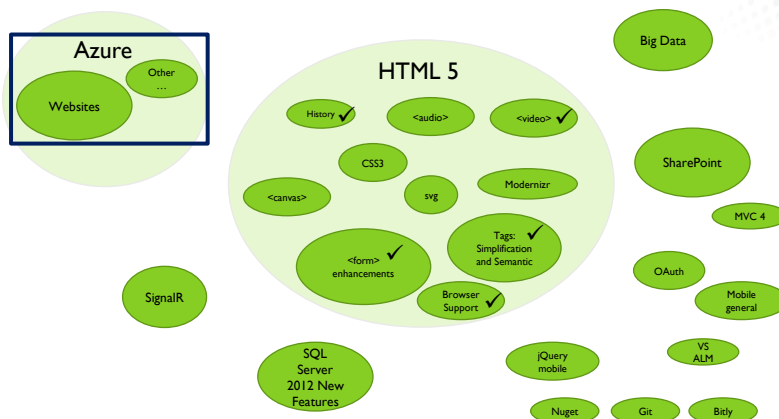 Azure
Other
…
Websites
HTML 5
History ✓
<audio>
<video> ✓
CSS3
<canvas>
svg
Modernizr
<form> ✓
enhancements
Tags: ✓
Simplification
and Semantic
Browser
Support ✓
Big Data
SharePoint
MVC 4
OAuth
Mobile
general
SignalR
SQL
Server
2012 New
Features
jQuery
mobile
VS
ALM
Nuget
Git
Bitly